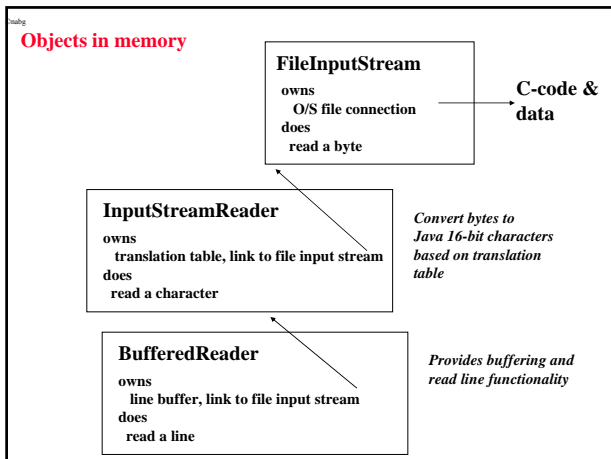 Objects in memory
FileInputStream
owns
O/S file connection
does
read a byte
C-code &
data
InputStreamReader
owns
translation table, link to file input stream
does
read a character
Convert bytes to
Java 16-bit characters
based on translation
table
BufferedReader
owns
line buffer, link to file input stream
does
read a line
Provides buffering and
read line functionality